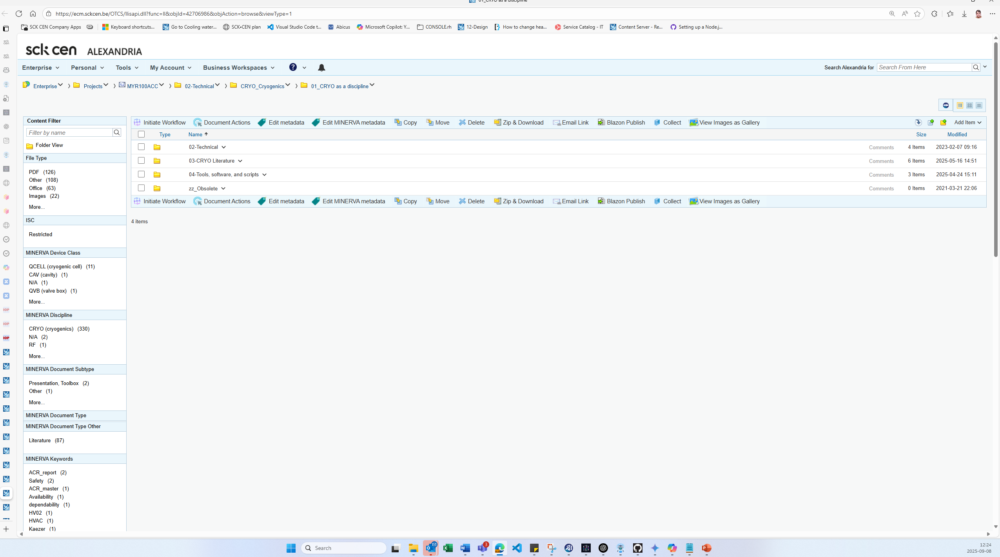 01_CRYO as a discipline
https://ecm.sckcen.be/OTCS/llisapi.dll?func=ll&objId=42706986&objAction=browse&viewType=1
SCK CEN Company Apps
Keyboard shortcuts...
Go to Cooling water...
SCK•CEN plan
Visual Studio Code t...
Abicus
Microsoft Copilot: Y...
CONSOLE.rh
12-Design
How to change hea...
Service Catalog - IT
Content Server - Re...
Setting up a Node.j...
sck cen ALEXANDRIA
Enterprise Personal Tools My Account Business Workspaces ?
Search Alexandria for Search From Here
Enterprise › Projects › MYR100ACC › 02-Technical › CRYO_Cryogenics › 01_CRYO as a discipline
Content Filter
Filter by name
Folder View
File Type
PDF (126)
Other (108)
Office (63)
Images (22)
More...
ISC
Restricted
MINERVA Device Class
QCELL (cryogenic cell) (11)
CAV (cavity) (1)
N/A (1)
QVB (valve box) (1)
More...
MINERVA Discipline
CRYO (cryogenics) (330)
N/A (2)
RF (1)
More...
MINERVA Document Subtype
Presentation, Toolbox (2)
Other (1)
More...
MINERVA Document Type
MINERVA Document Type Other
Literature (87)
MINERVA Keywords
ACR_report (2)
Safety (2)
ACR_master (1)
Availability (1)
dependability (1)
HV02 (1)
HVAC (1)
Kaezer (1)
Initiate Workflow Document Actions Edit metadata Edit MINERVA metadata Copy Move Delete Zip & Download Email Link Blazon Publish Collect View Images as Gallery Add Item
Type Name Size Modified
02-Technical Comments 4 Items 2023-02-07 09:16
03-CRYO Literature Comments 6 Items 2025-05-16 14:51
04-Tools, software, and scripts Comments 3 Items 2025-04-24 15:11
zz_Obsolete Comments 0 Items 2021-03-21 22:06
Initiate Workflow Document Actions Edit metadata Edit MINERVA metadata Copy Move Delete Zip & Download Email Link Blazon Publish Collect View Images as Gallery
4 items
sck cen
sck cen
IOP
IOP
IOP
Search
3
12:24
2025-09-08